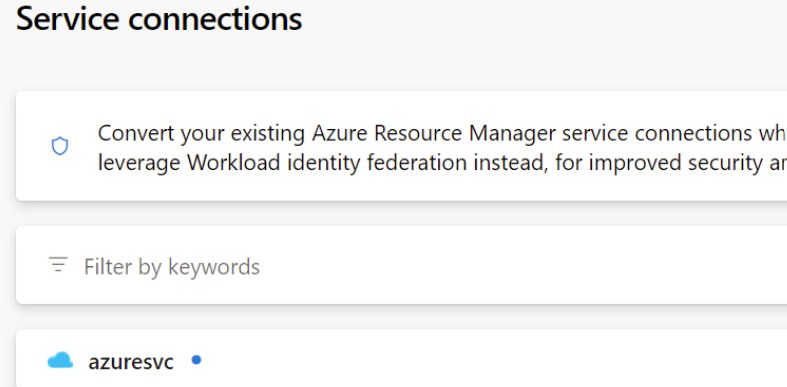 Service connections
Convert your existing Azure Resource Manager service connections wh
leverage Workload identity federation instead, for improved security ar
Filter by keywords
azuresvc